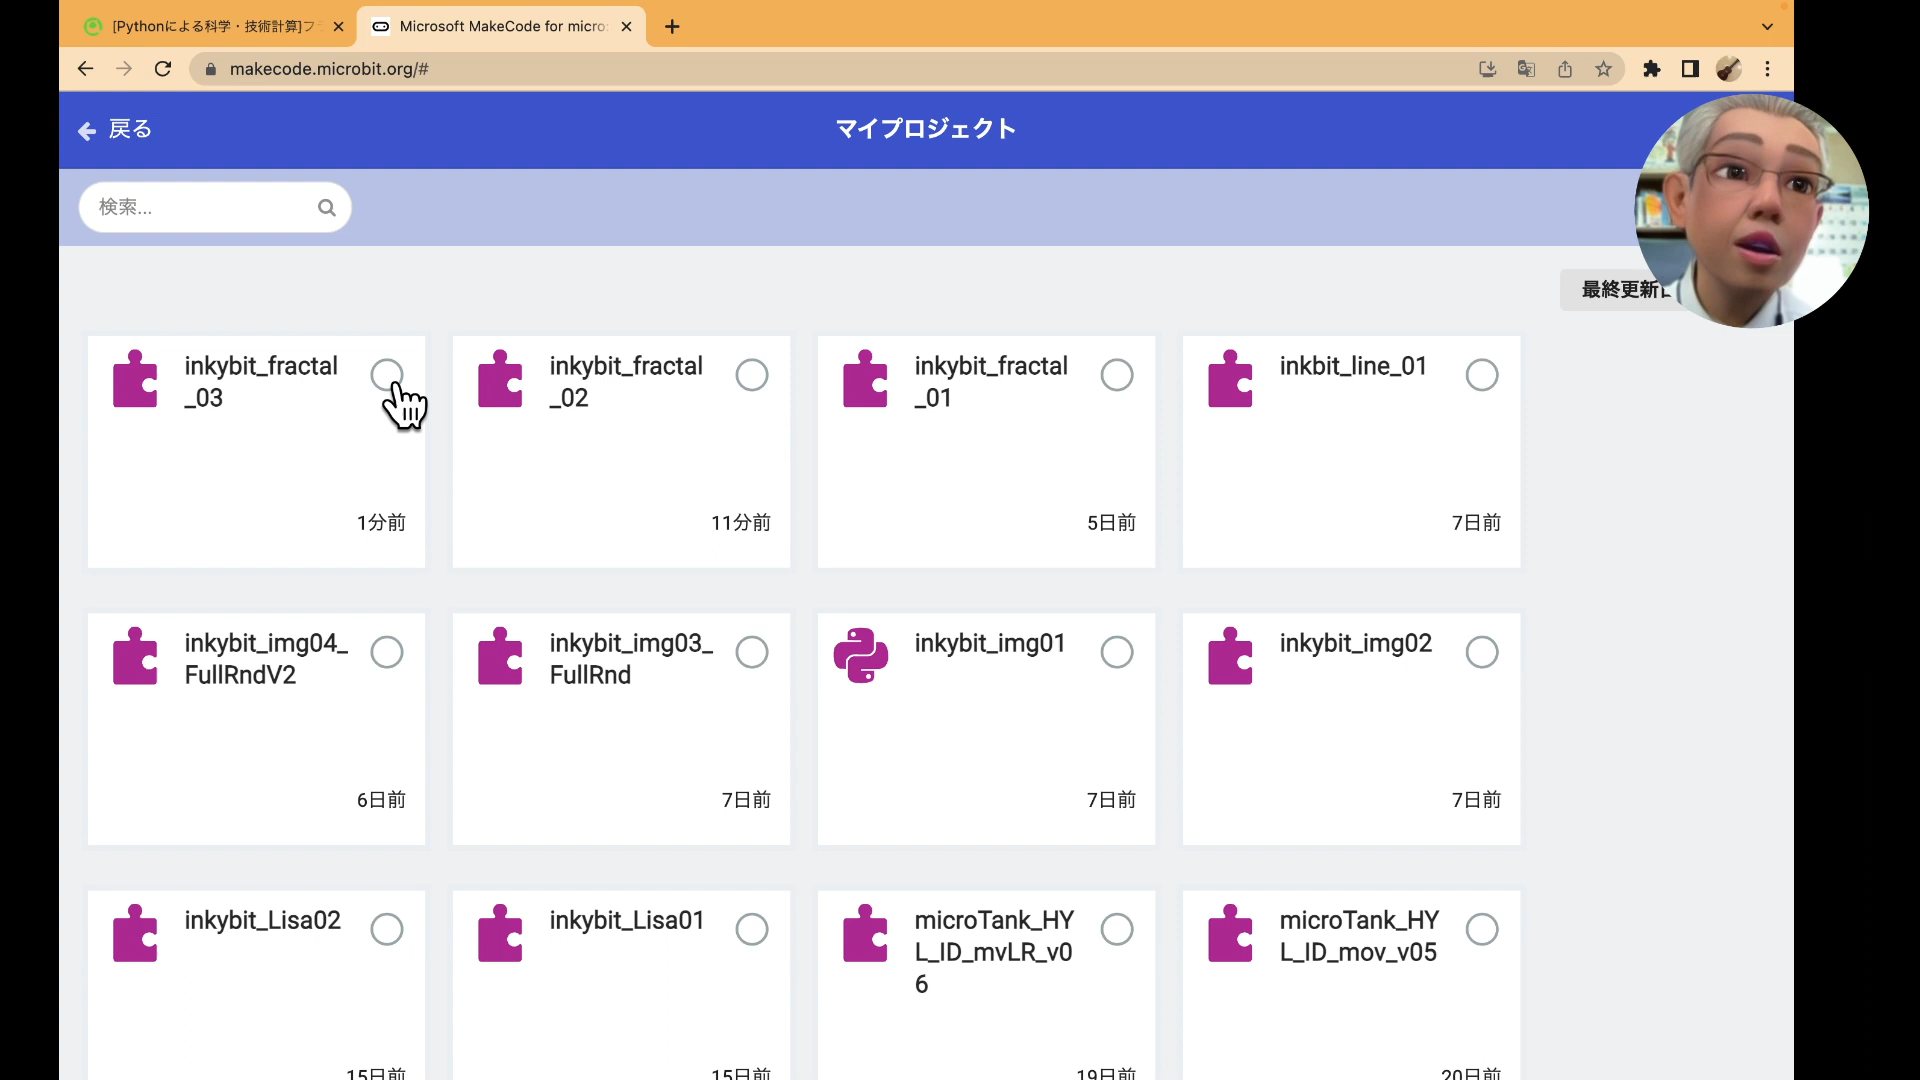 [Pythonによる科学・技術計算]フ
Microsoft MakeCode for micro:
makecode.microbit.org/#
戻る
マイプロジェクト
検索...
最終更新日
inkybit_fractal
_03
1分前
inkybit_fractal
_02
11分前
inkybit_fractal
_01
5日前
inkbit_line_01
7日前
inkybit_img04_
FullRndV2
6日前
inkybit_img03_
FullRnd
7日前
inkybit_img01
7日前
inkybit_img02
7日前
inkybit_Lisa02
15日前
inkybit_Lisa01
15日前
microTank_HY
L_ID_mvLR_v0
6
19日前
microTank_HY
L_ID_mov_v05
20日前